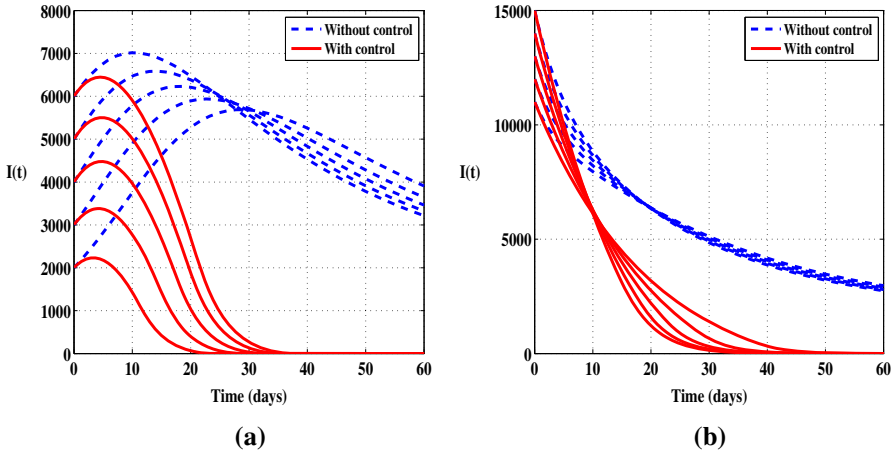 8000
7000
6000
5000
4000
3000
2000
1000
0
I(t)
0 10 20 30 40 50 60
Time (days)
Without control
With control
(a)
15000
10000
5000
0
I(t)
0 10 20 30 40 50 60
Time (days)
Without control
With control
(b)